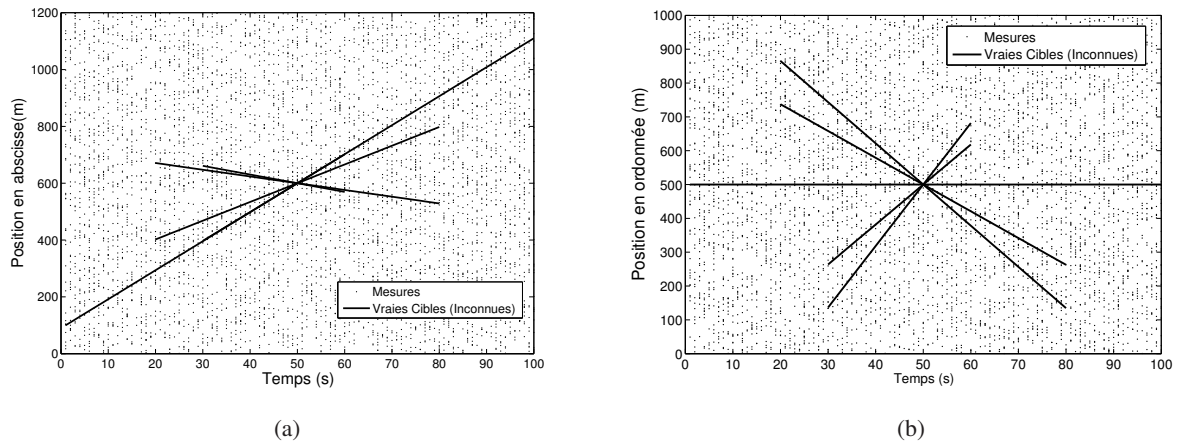 1200
1000
800
600
400
200
0
0 10 20 30 40 50 60 70 80 90 100
Position en abscisse(m)
Temps (s)
Mesures
Vraies Cibles (Inconnues)
(a)
1000
900
800
700
600
500
400
300
200
100
0
0 10 20 30 40 50 60 70 80 90 100
Position en ordonnée (m)
Temps (s)
Mesures
Vraies Cibles (Inconnues)
(b)